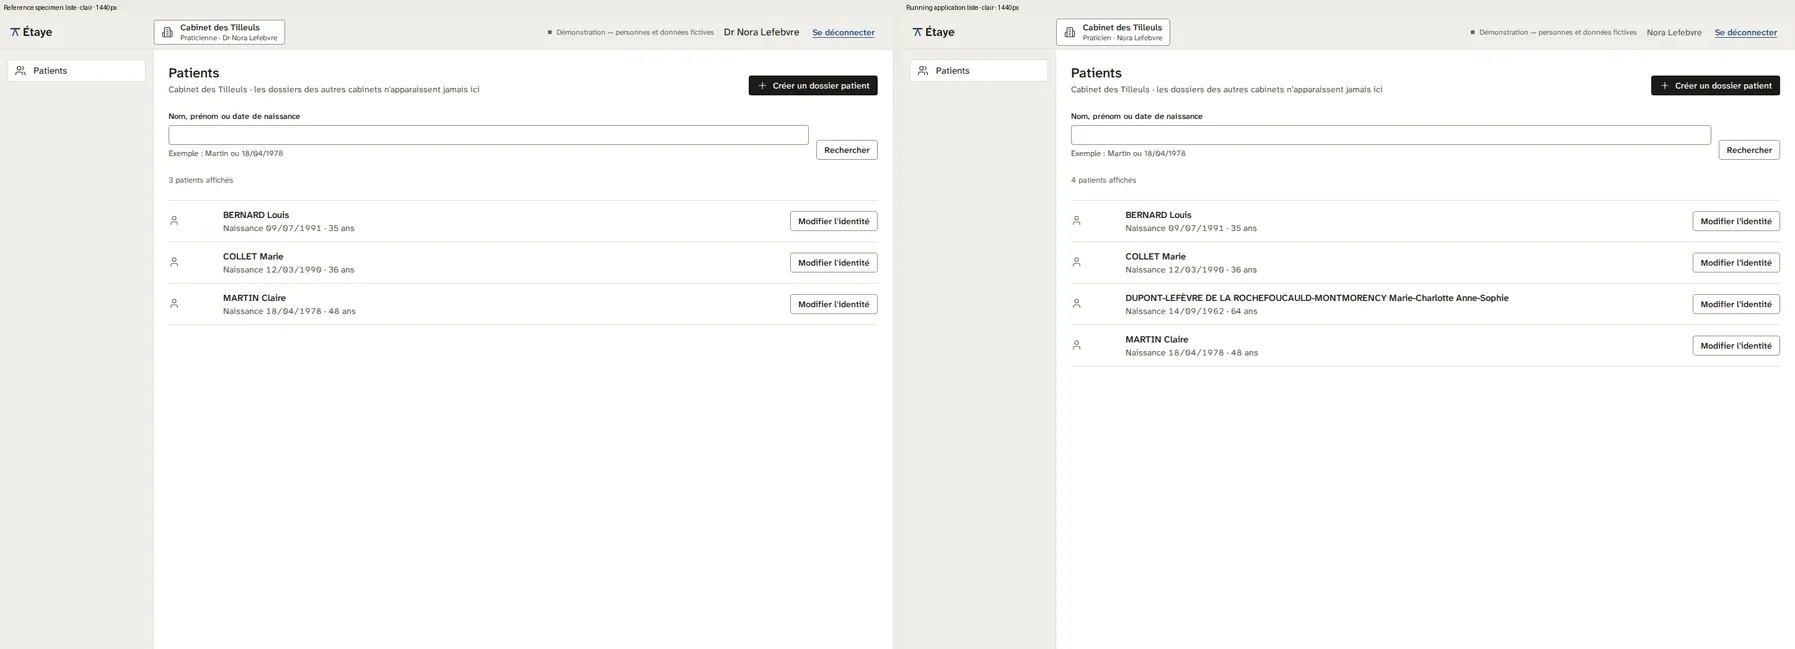 Reference specimen liste · clair · 1440px
Étaye
Cabinet des Tilleuls
Praticienne · Dr Nora Lefebvre
Démonstration — personnes et données fictives
Dr Nora Lefebvre
Se déconnecter
Patients
Patients
Cabinet des Tilleuls · les dossiers des autres cabinets n'apparaissent jamais ici
Créer un dossier patient
Nom, prénom ou date de naissance
Exemple : Martin ou 18/04/1978
Rechercher
3 patients affichés
BERNARD Louis
Naissance 09/07/1991 · 35 ans
Modifier l'identité
COLLET Marie
Naissance 12/03/1990 · 36 ans
Modifier l'identité
MARTIN Claire
Naissance 18/04/1978 · 48 ans
Modifier l'identité
Running application liste · clair · 1440px
Étaye
Cabinet des Tilleuls
Praticien · Nora Lefebvre
Démonstration — personnes et données fictives
Nora Lefebvre
Se déconnecter
Patients
Patients
Cabinet des Tilleuls · les dossiers des autres cabinets n'apparaissent jamais ici
Créer un dossier patient
Nom, prénom ou date de naissance
Exemple : Martin ou 18/04/1978
Rechercher
4 patients affichés
BERNARD Louis
Naissance 09/07/1991 · 35 ans
Modifier l'identité
COLLET Marie
Naissance 12/03/1990 · 36 ans
Modifier l'identité
DUPONT-LEFÈVRE DE LA ROCHEFOUCAULD-MONTMORENCY Marie-Charlotte Anne-Sophie
Naissance 14/09/1962 · 64 ans
Modifier l'identité
MARTIN Claire
Naissance 18/04/1978 · 48 ans
Modifier l'identité